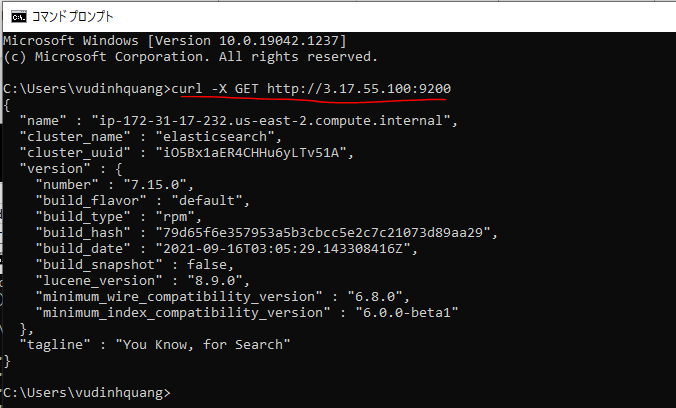 コマンド プロンプト
Microsoft Windows [Version 10.0.19042.1237]
(c) Microsoft Corporation. All rights reserved.
C:\Users\vudinhquang>curl -X GET http://3.17.55.100:9200
{
  "name" : "ip-172-31-17-232.us-east-2.compute.internal",
  "cluster_name" : "elasticsearch",
  "cluster_uuid" : "iO5Bx1aER4CHHu6yLTv51A",
  "version" : {
    "number" : "7.15.0",
    "build_flavor" : "default",
    "build_type" : "rpm",
    "build_hash" : "79d65f6e357953a5b3cbcc5e2c7c21073d89aa29",
    "build_date" : "2021-09-16T03:05:29.143308416Z",
    "build_snapshot" : false,
    "lucene_version" : "8.9.0",
    "minimum_wire_compatibility_version" : "6.8.0",
    "minimum_index_compatibility_version" : "6.0.0-beta1"
  },
  "tagline" : "You Know, for Search"
}
C:\Users\vudinhquang>